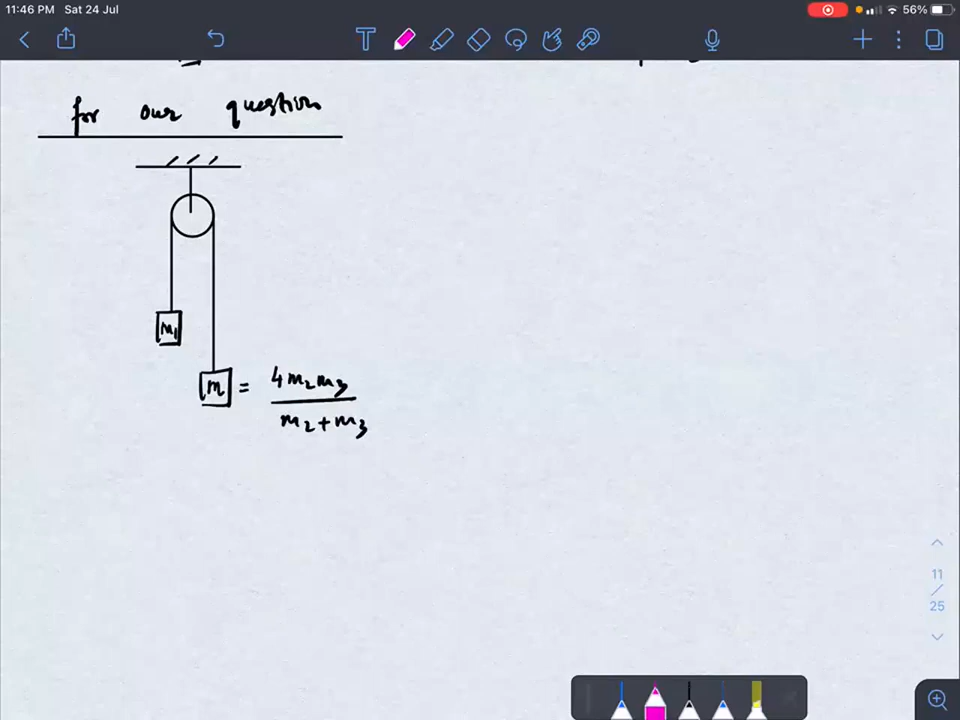 11:46 PM Sat 24 Jul
56%
for our question
m₁
m = 4m₂m₃
m₂+m₃
11
/
25